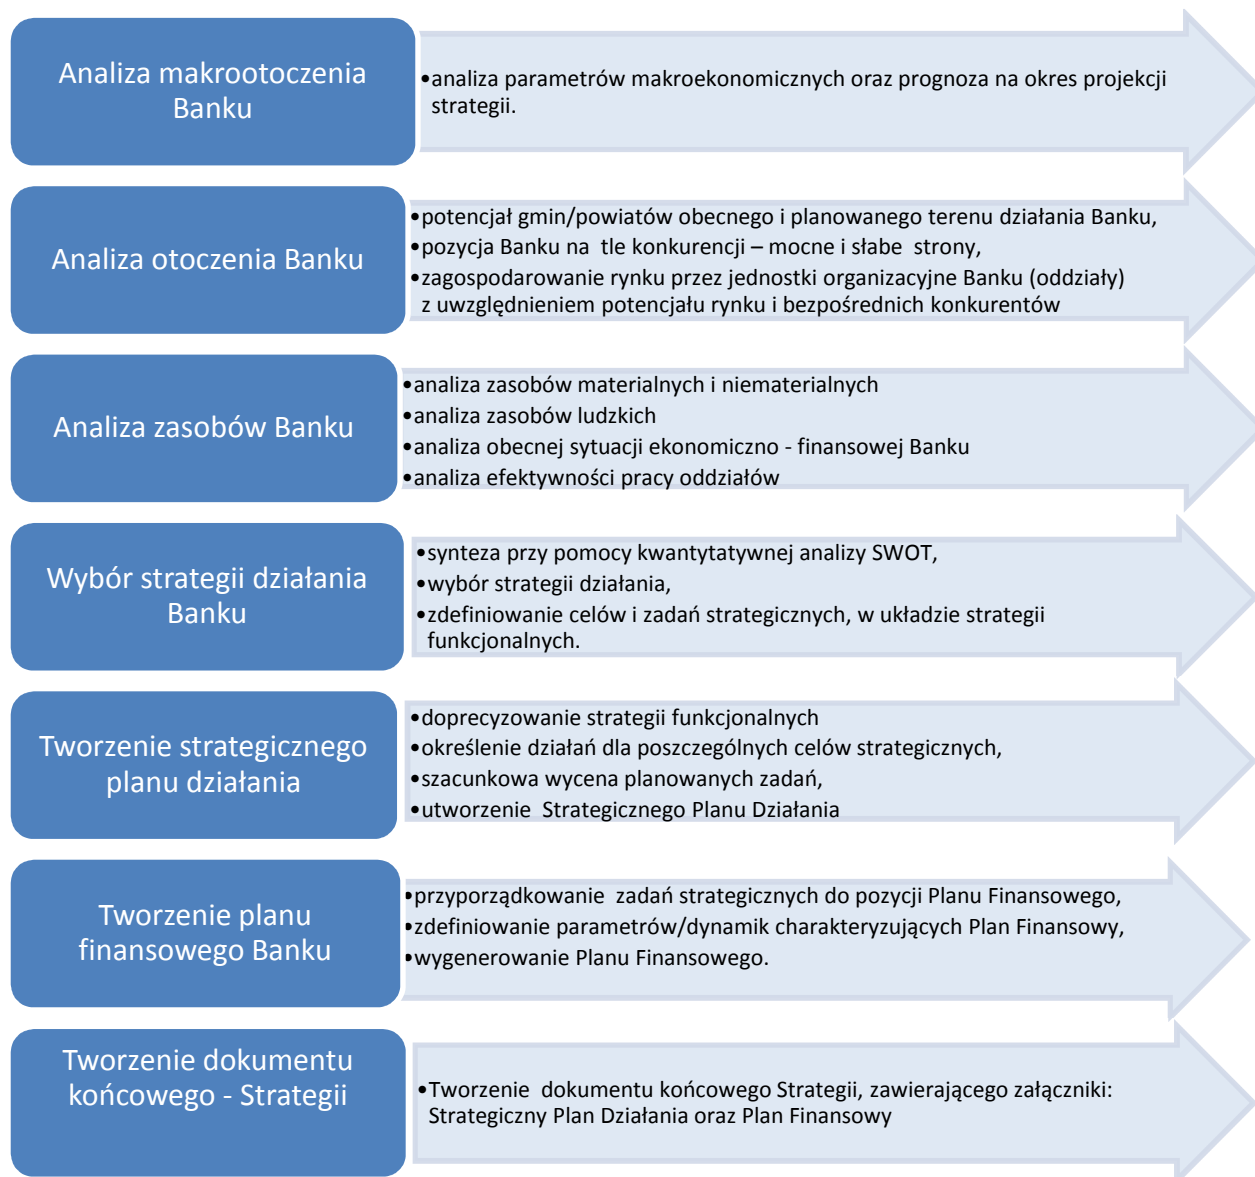 Analiza makrootoczenia
Banku
•analiza parametrów makroekonomicznych oraz prognoza na okres projekcji
strategii.
Analiza otoczenia Banku
•potencjał gmin/powiatów obecnego i planowanego terenu działania Banku,
•pozycja Banku na  tle konkurencji – mocne i słabe  strony,
•zagospodarowanie rynku przez jednostki organizacyjne Banku (oddziały)
z uwzględnieniem potencjału rynku i bezpośrednich konkurentów
Analiza zasobów Banku
•analiza zasobów materialnych i niematerialnych
•analiza zasobów ludzkich
•analiza obecnej sytuacji ekonomiczno - finansowej Banku
•analiza efektywności pracy oddziałów
Wybór strategii działania
Banku
•synteza przy pomocy kwantytatywnej analizy SWOT,
•wybór strategii działania,
•zdefiniowanie celów i zadań strategicznych, w układzie strategii
funkcjonalnych.
Tworzenie strategicznego
planu działania
•doprecyzowanie strategii funkcjonalnych
•określenie działań dla poszczególnych celów strategicznych,
•szacunkowa wycena planowanych zadań,
•utworzenie  Strategicznego Planu Działania
Tworzenie planu
finansowego Banku
•przyporządkowanie  zadań strategicznych do pozycji Planu Finansowego,
•zdefiniowanie parametrów/dynamik charakteryzujących Plan Finansowy,
•wygenerowanie Planu Finansowego.
Tworzenie dokumentu
końcowego - Strategii
•Tworzenie  dokumentu końcowego Strategii, zawierającego załączniki:
Strategiczny Plan Działania oraz Plan Finansowy